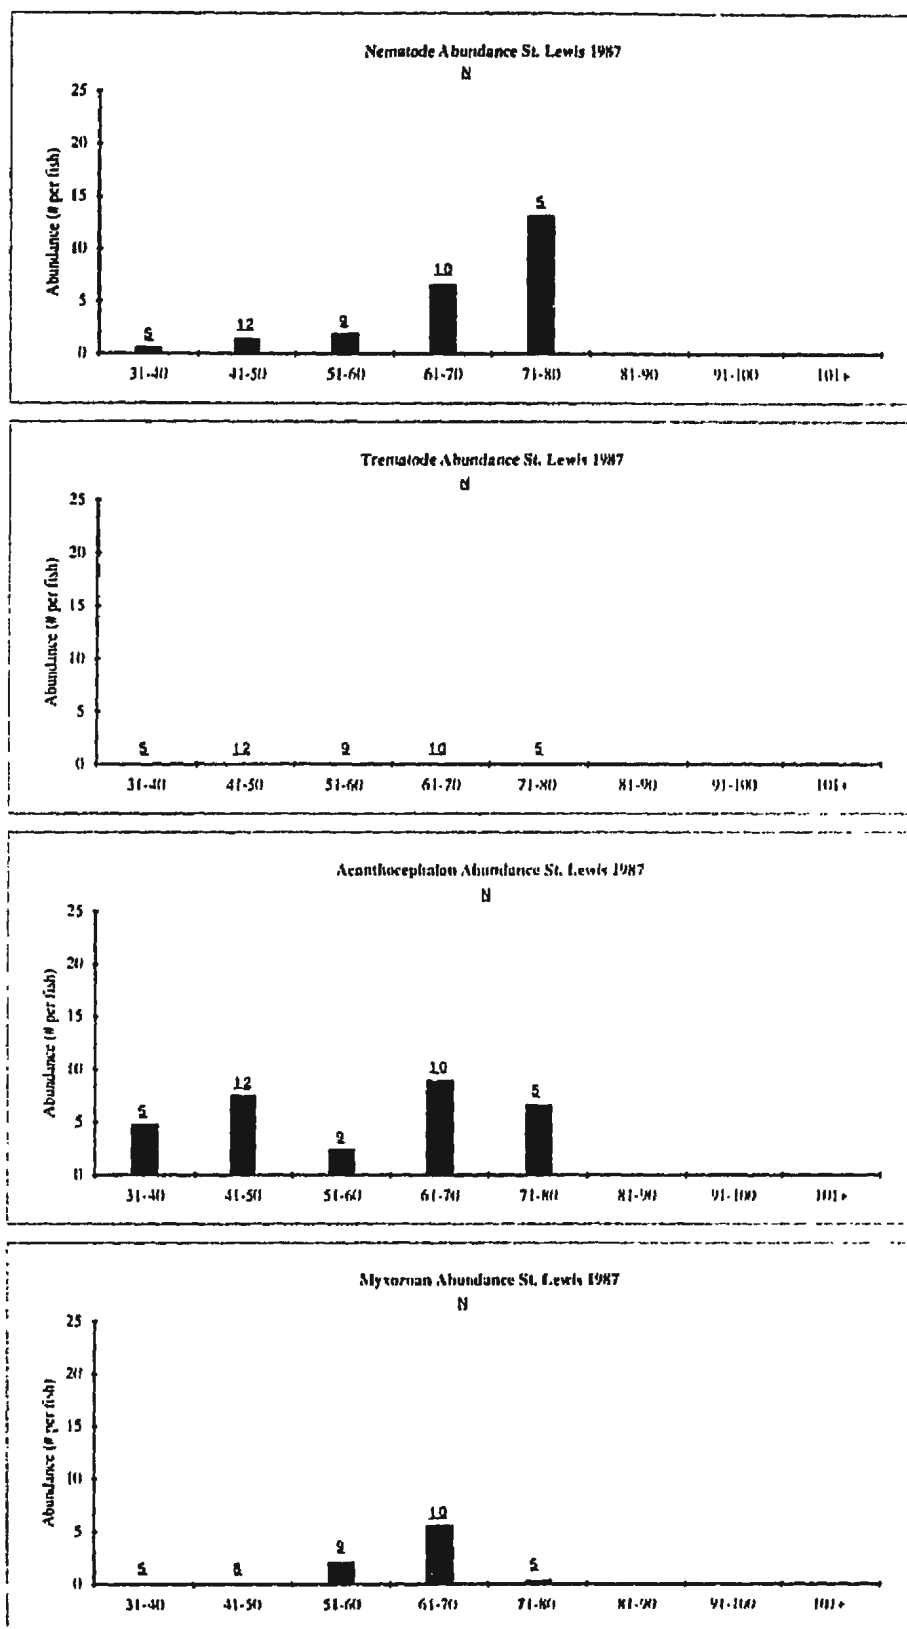 Nematode Abundance St. Lewis 1987
N
Abundance (# per fish)
25
20
15
10
5
0
5 12 9 10 5
31-40 41-50 51-60 61-70 71-80 81-90 91-100 101+
Trematode Abundance St. Lewis 1987
N
Abundance (# per fish)
25
20
15
10
5
0
5 12 9 10 5
31-40 41-50 51-60 61-70 71-80 81-90 91-100 101+
Acanthocephalan Abundance St. Lewis 1987
N
Abundance (# per fish)
25
20
15
10
5
0
5 12 9 10 5
31-40 41-50 51-60 61-70 71-80 81-90 91-100 101+
Myxozoan Abundance St. Lewis 1987
N
Abundance (# per fish)
25
20
15
10
5
0
5 8 9 10 5
31-40 41-50 51-60 61-70 71-80 81-90 91-100 101+